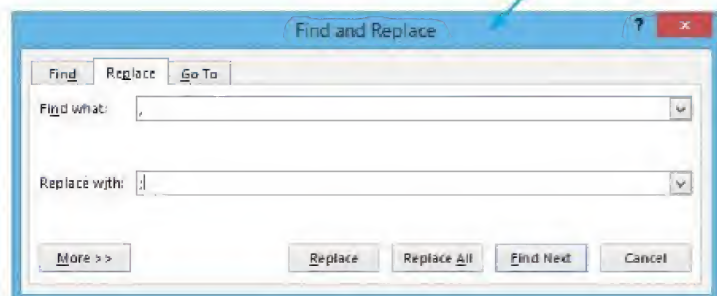 Find and Replace ?
Find Replace Go To
Find what: ,
Replace with: ;
More >> Replace Replace All Find Next Cancel